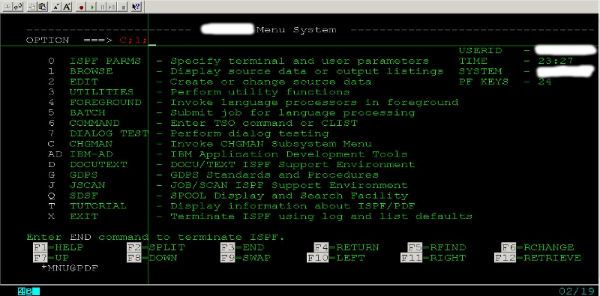 Menu System
OPTION ===> C;1;
USERID -
0 ISPF PARMS - Specify terminal and user parameters TIME - 23:27
1 BROWSE - Display source data or output listings SYSTEM -
2 EDIT - Create or change source data PF KEYS - 24
3 UTILITIES - Perform utility functions
4 FOREGROUND - Invoke language processors in foreground
5 BATCH - Submit job for language processing
6 COMMAND - Enter TSO command or CLIST
7 DIALOG TEST - Perform dialog testing
C CHGMAN - Invoke CHGMAN Subsystem Menu
AD IBM-AD - IBM Application Development Tools
D DOCUTEXT - DOCU/TEXT ISPF Support Environment
G GDPS - GDPS Standards and Procedures
J JSCAN - JOB/SCAN ISPF Support Environment
Q SDSF - SPOOL Display and Search Facility
T TUTORIAL - Display information about ISPF/PDF
X EXIT - Terminate ISPF using log and list defaults
Enter END command to terminate ISPF.
F1=HELP F2=SPLIT F3=END F4=RETURN F5=RFIND F6=RCHANGE
F7=UP F8=DOWN F9=SWAP F10=LEFT F11=RIGHT F12=RETRIEVE
*MNU@PDF
02/19